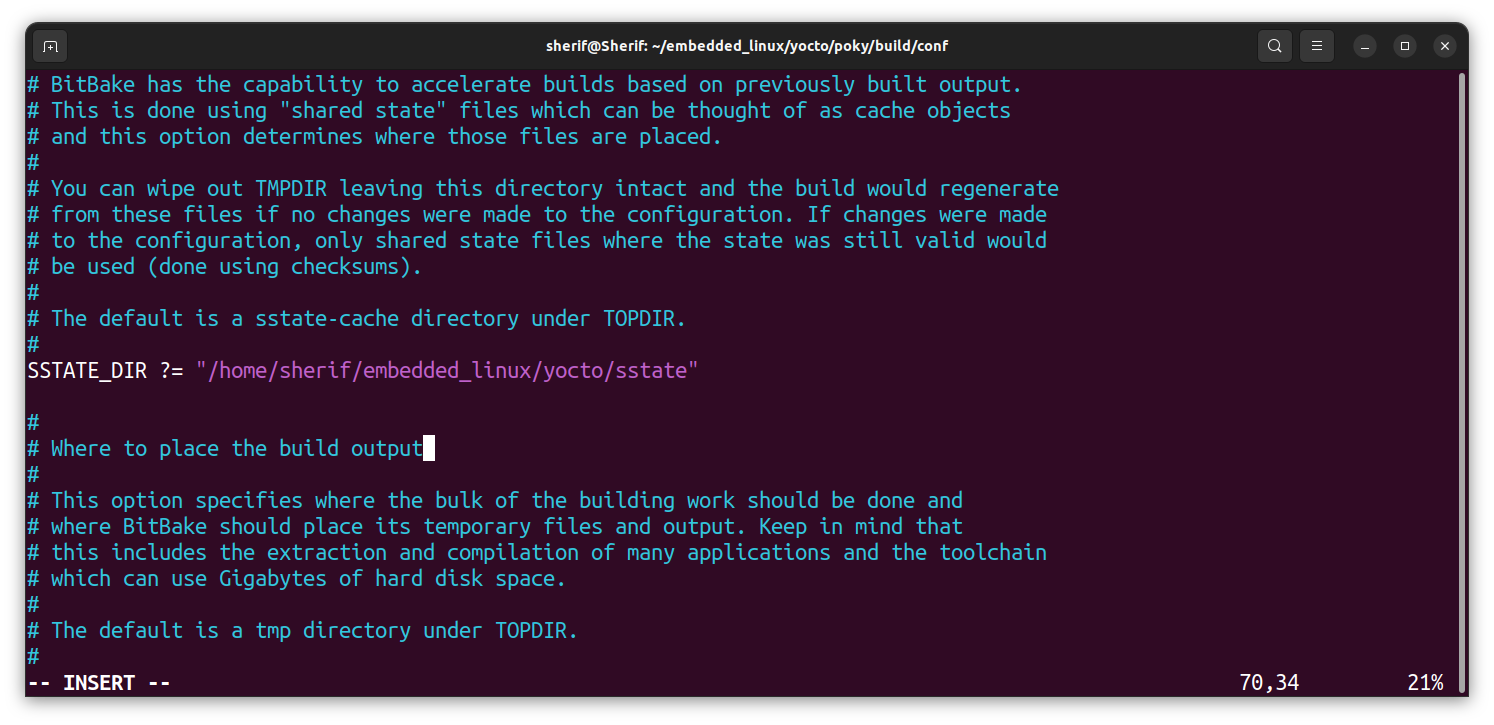 sherif@Sherif: ~/embedded_linux/yocto/poky/build/conf
# BitBake has the capability to accelerate builds based on previously built output.
# This is done using "shared state" files which can be thought of as cache objects
# and this option determines where those files are placed.
#
# You can wipe out TMPDIR leaving this directory intact and the build would regenerate
# from these files if no changes were made to the configuration. If changes were made
# to the configuration, only shared state files where the state was still valid would
# be used (done using checksums).
#
# The default is a sstate-cache directory under TOPDIR.
#
SSTATE_DIR ?= "/home/sherif/embedded_linux/yocto/sstate"
#
# Where to place the build output
#
# This option specifies where the bulk of the building work should be done and
# where BitBake should place its temporary files and output. Keep in mind that
# this includes the extraction and compilation of many applications and the toolchain
# which can use Gigabytes of hard disk space.
#
# The default is a tmp directory under TOPDIR.
#
-- INSERT -- 70,34 21%